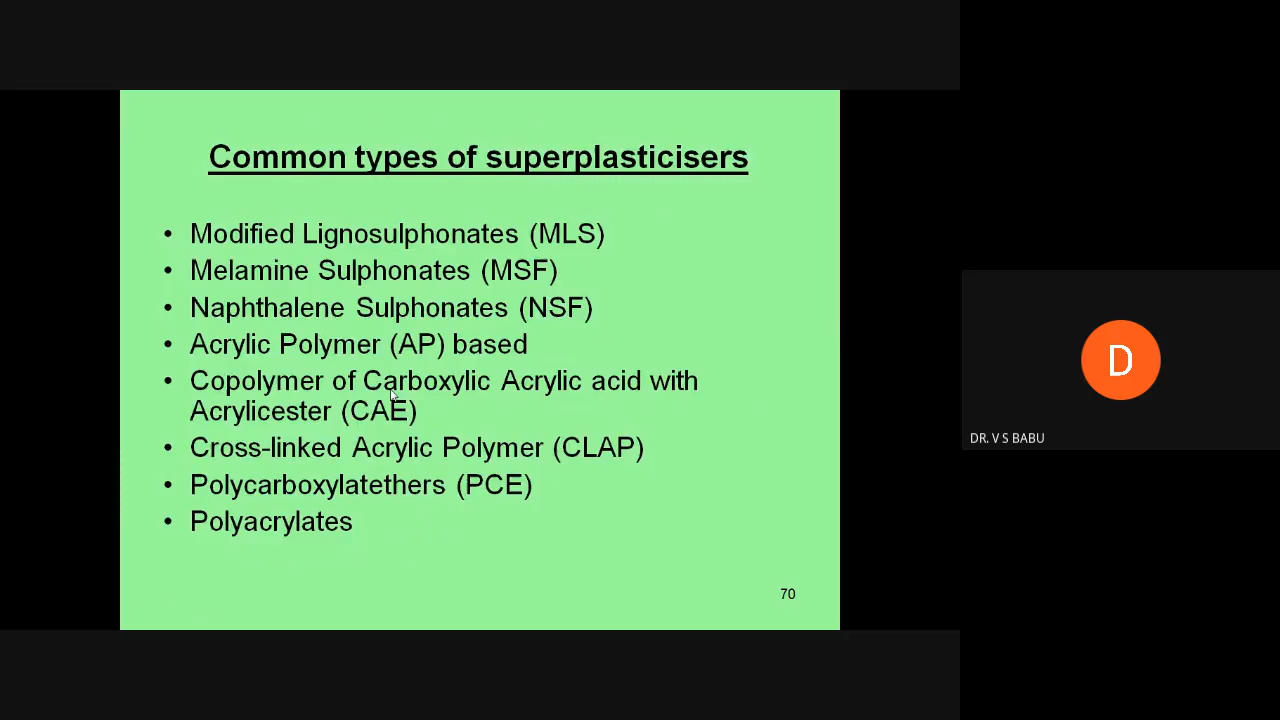 Common types of superplasticisers
• Modified Lignosulphonates (MLS)
• Melamine Sulphonates (MSF)
• Naphthalene Sulphonates (NSF)
• Acrylic Polymer (AP) based
• Copolymer of Carboxylic Acrylic acid with
Acrylicester (CAE)
• Cross-linked Acrylic Polymer (CLAP)
• Polycarboxylatethers (PCE)
• Polyacrylates
70
D
DR. V S BABU